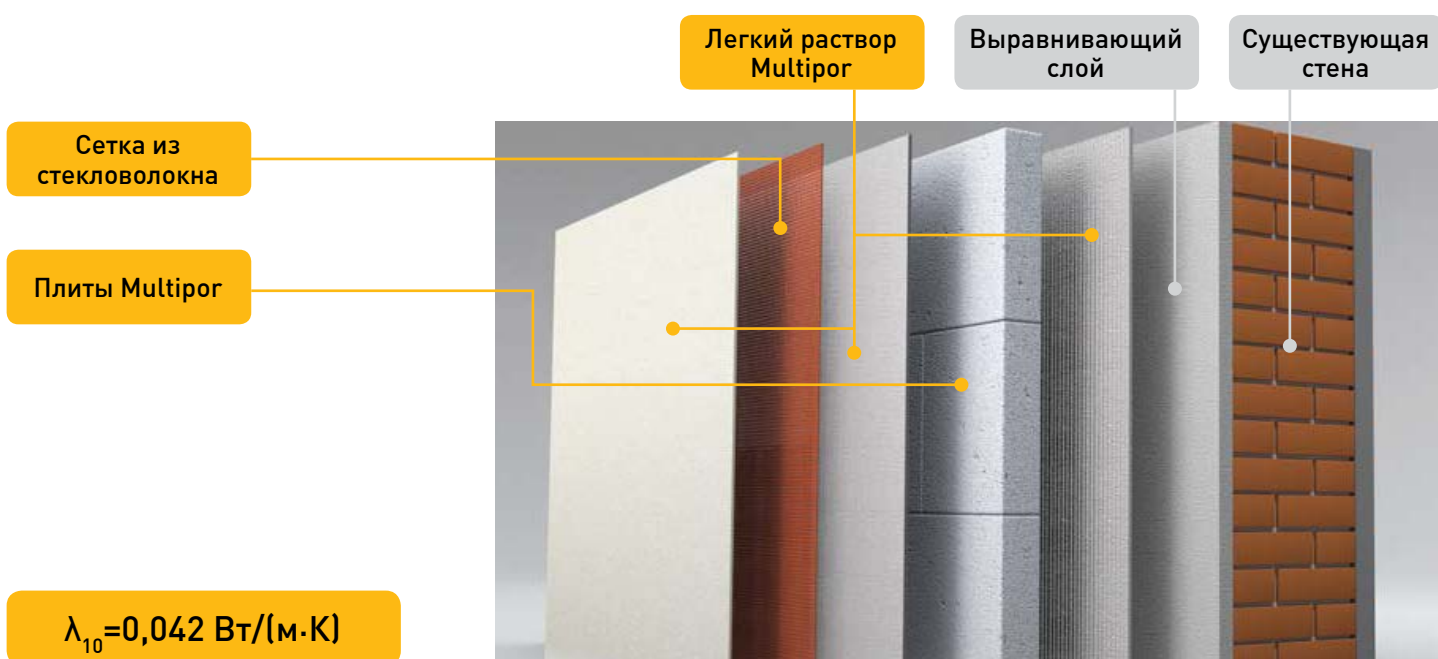 Легкий раствор
Multipor
Выравнивающий
слой
Существующая
стена
Сетка из
стекловолокна
Плиты Multipor
λ₁₀=0,042 Вт/(м·К)